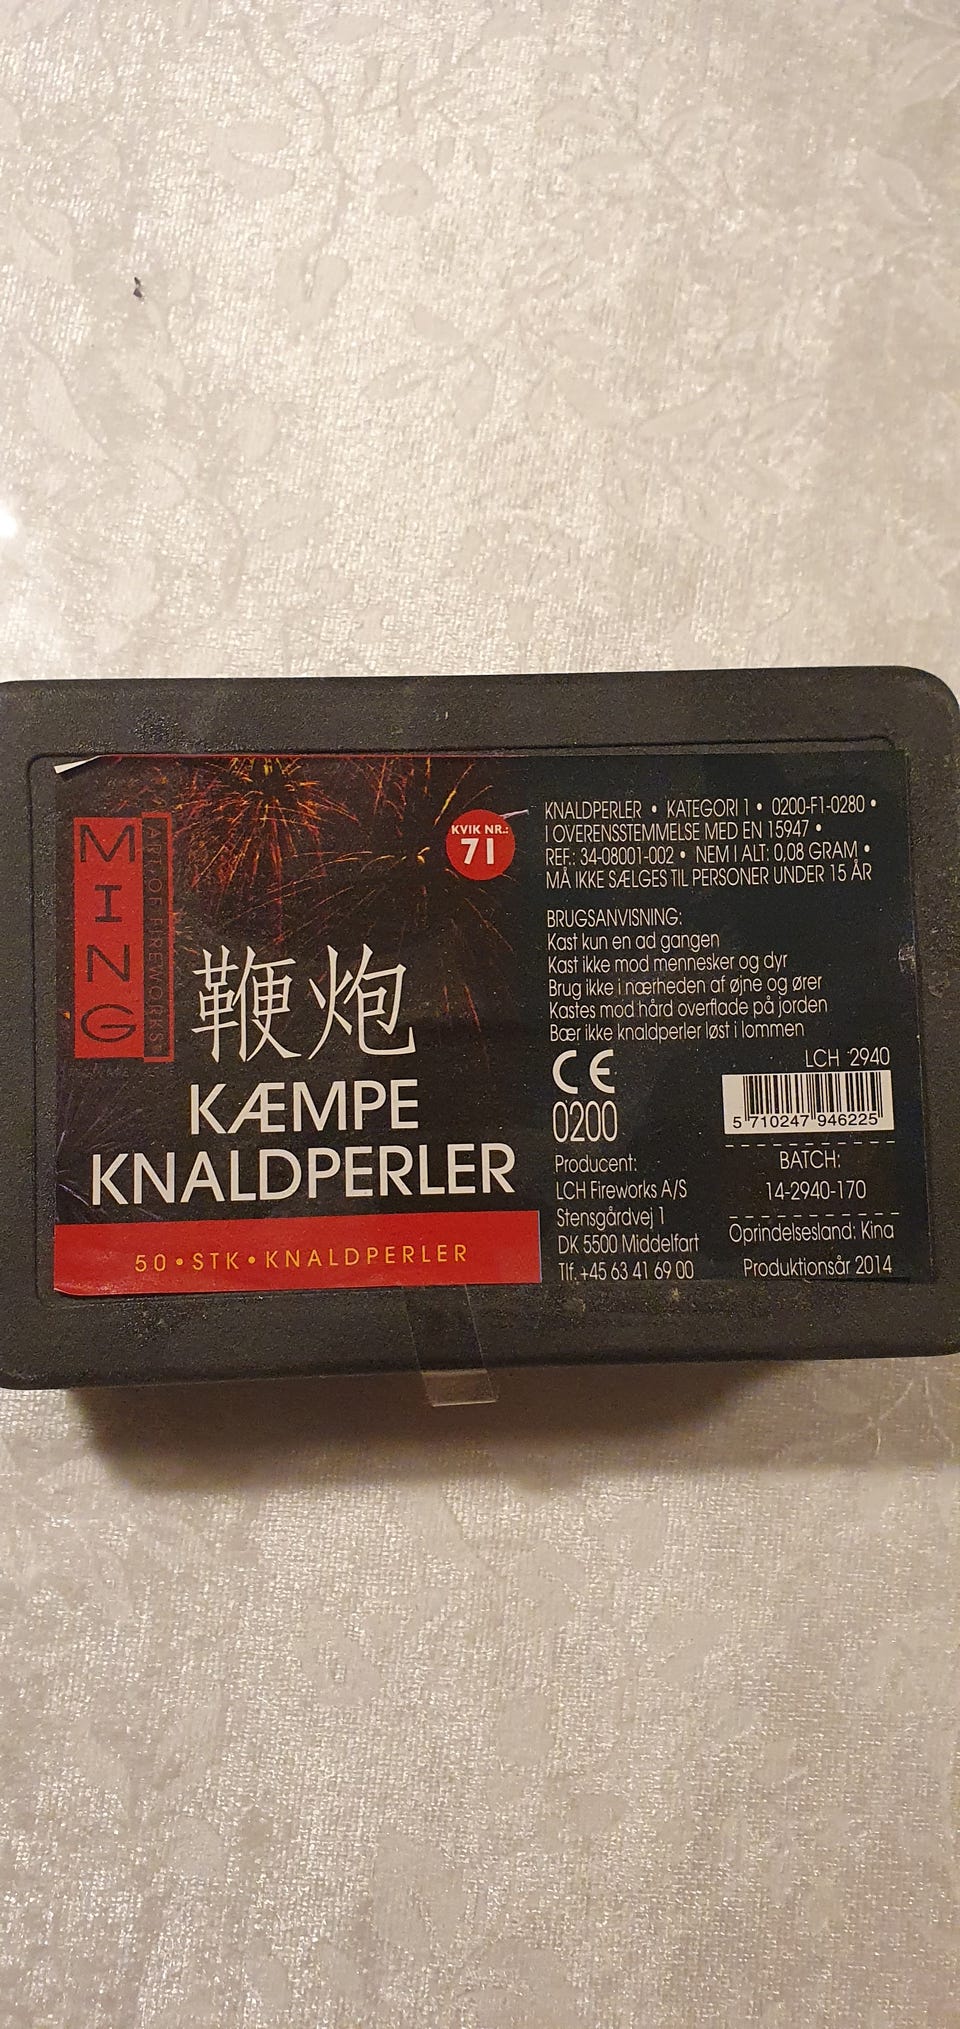 MING
ART OF FIREWORKS
KVIK NR.:
71
鞭炮
KÆMPE
KNALDPERLER
50 • STK • KNALDPERLER
KNALDPERLER • KATEGORI 1 • 0200-F1-0280 •
I OVERENSSTEMMELSE MED EN 15947 •
REF.: 34-08001-002 • NEM I ALT: 0,08 GRAM •
MÅ IKKE SÆLGES TIL PERSONER UNDER 15 ÅR
BRUGSANVISNING:
Kast kun en ad gangen
Kast ikke mod mennesker og dyr
Brug ikke i nærheden af øjne og ører
Kastes mod hård overflade på jorden
Bær ikke knaldperler løst i lommen
CE
0200
Producent:
LCH Fireworks A/S
Stensgårdvej 1
DK 5500 Middelfart
Tlf. +45 63 41 69 00
LCH 2940
5 710247 946225
BATCH:
14-2940-170
Oprindelsesland: Kina
Produktionsår 2014